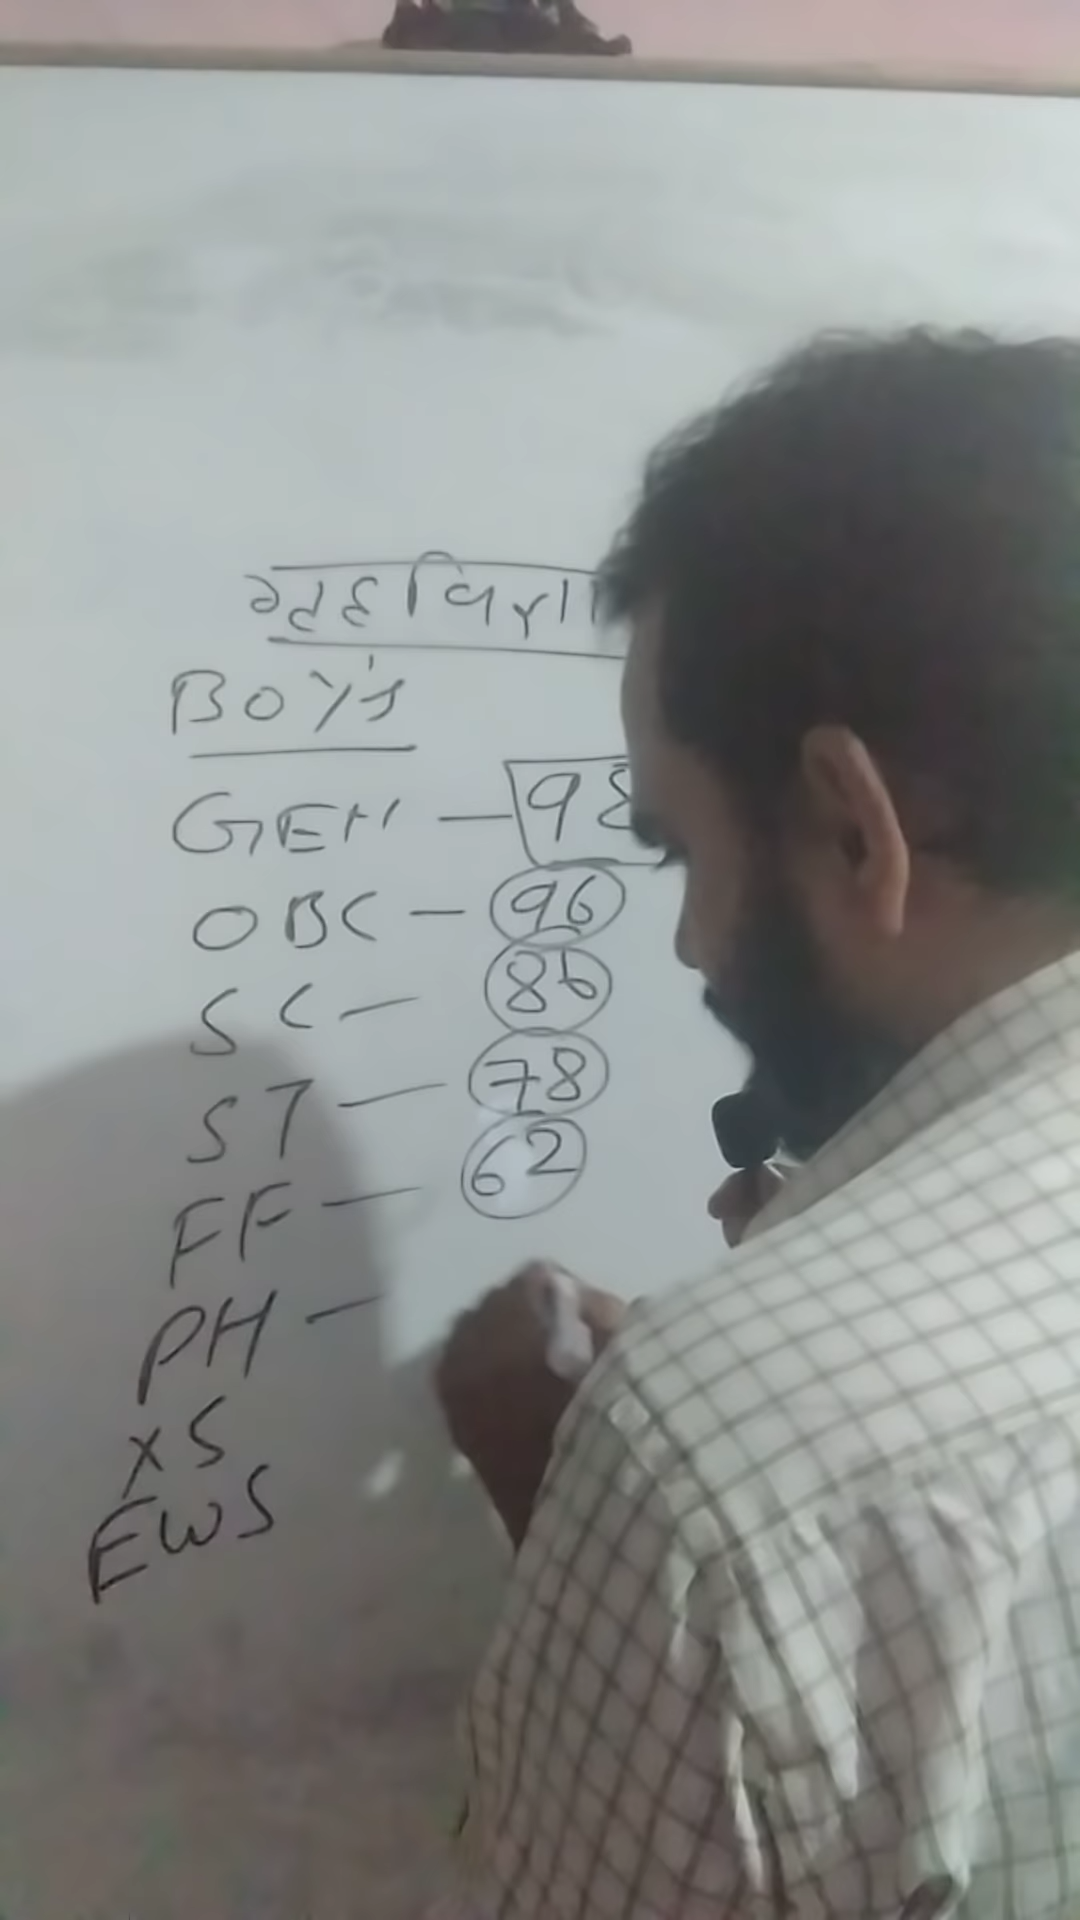 Boy's
GEN - 98
OBC - 96
SC - 86
ST - 78
FF - 62
PH -
XS
EWS